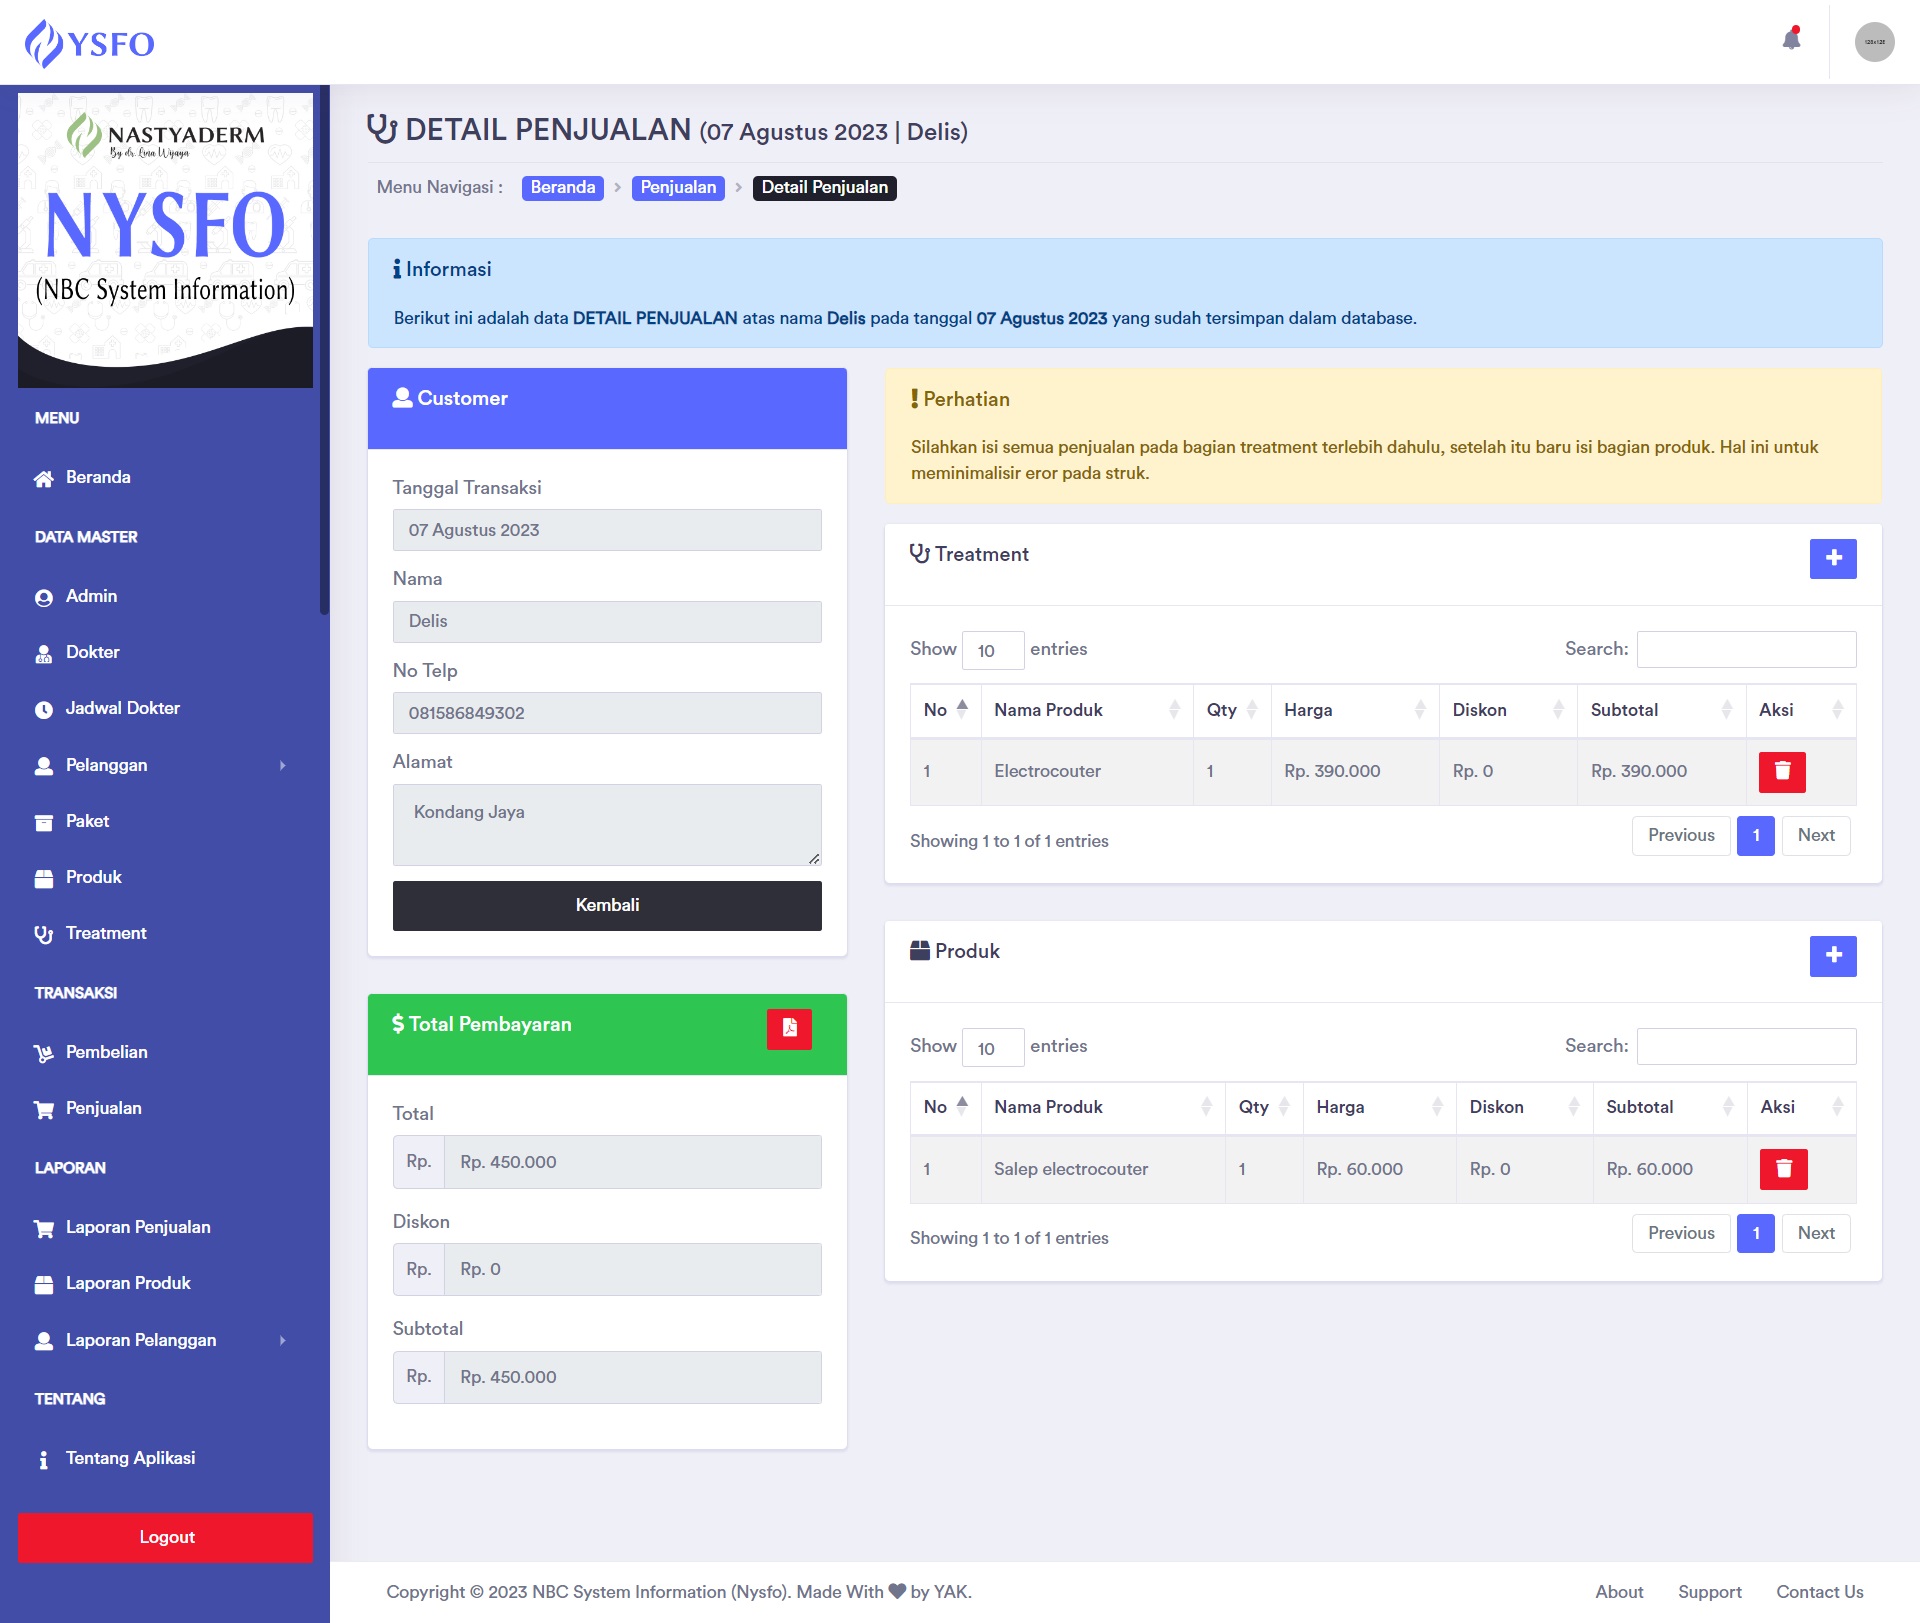 YSFO
128x128
NASTYADERM
By dr. Lina Wijaya
NYSFO
(NBC System Information)
MENU
Beranda
DATA MASTER
Admin
Dokter
Jadwal Dokter
Pelanggan
Paket
Produk
Treatment
TRANSAKSI
Pembelian
Penjualan
LAPORAN
Laporan Penjualan
Laporan Produk
Laporan Pelanggan
TENTANG
Tentang Aplikasi
Logout
DETAIL PENJUALAN (07 Agustus 2023 | Delis)
Menu Navigasi : Beranda > Penjualan > Detail Penjualan
Informasi
Berikut ini adalah data DETAIL PENJUALAN atas nama Delis pada tanggal 07 Agustus 2023 yang sudah tersimpan dalam database.
Customer
Tanggal Transaksi
07 Agustus 2023
Nama
Delis
No Telp
081586849302
Alamat
Kondang Jaya
Kembali
Total Pembayaran
Total
Rp. Rp. 450.000
Diskon
Rp. Rp. 0
Subtotal
Rp. Rp. 450.000
Perhatian
Silahkan isi semua penjualan pada bagian treatment terlebih dahulu, setelah itu baru isi bagian produk. Hal ini untuk
meminimalisir eror pada struk.
Treatment
Show 10 entries Search:
No Nama Produk Qty Harga Diskon Subtotal Aksi
1 Electrocouter 1 Rp. 390.000 Rp. 0 Rp. 390.000
Showing 1 to 1 of 1 entries Previous 1 Next
Produk
Show 10 entries Search:
No Nama Produk Qty Harga Diskon Subtotal Aksi
1 Salep electrocouter 1 Rp. 60.000 Rp. 0 Rp. 60.000
Showing 1 to 1 of 1 entries Previous 1 Next
Copyright © 2023 NBC System Information (Nysfo). Made With ♥ by YAK. About Support Contact Us